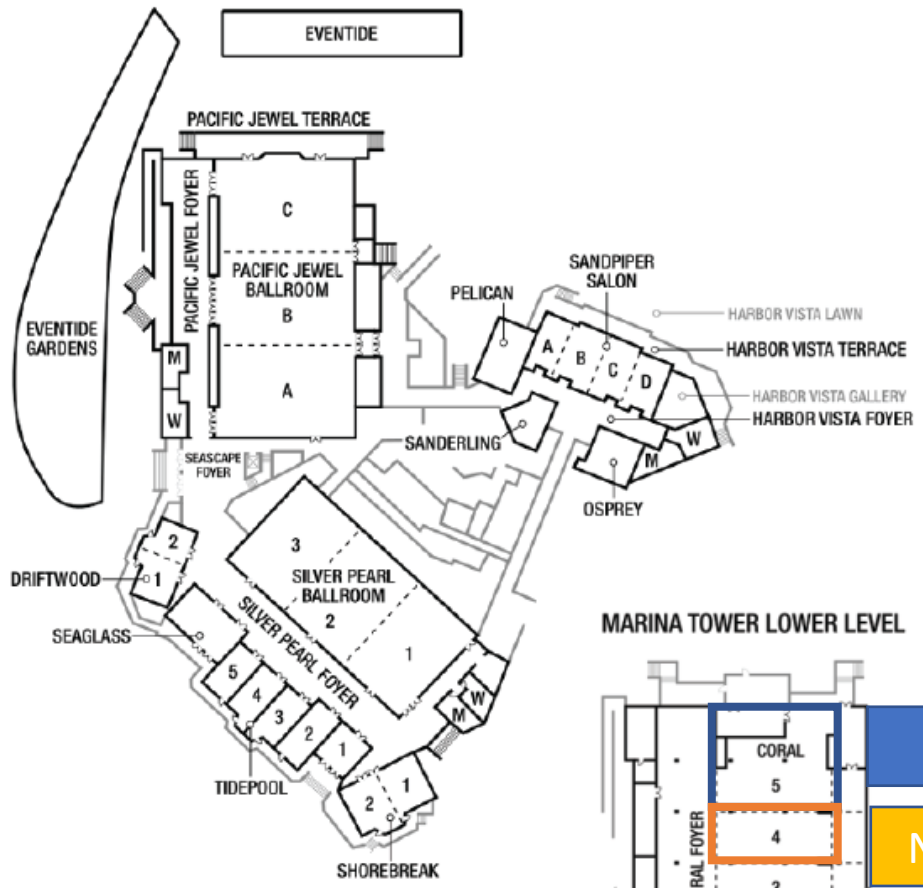 EVENTIDE
PACIFIC JEWEL TERRACE
PACIFIC JEWEL FOYER
C
PACIFIC JEWEL
BALLROOM
B
A
EVENTIDE
GARDENS
M
W
SANDPIPER
SALON
PELICAN
A
B
C
D
HARBOR VISTA LAWN
HARBOR VISTA TERRACE
HARBOR VISTA GALLERY
HARBOR VISTA FOYER
SANDERLING
W
M
OSPREY
SEASCAPE
FOYER
2
DRIFTWOOD
1
SEAGLASS
3
SILVER PEARL
BALLROOM
2
1
SILVER PEARL FOYER
5
4
3
2
1
TIDEPOOL
W
M
1
2
SHOREBREAK
MARINA TOWER LOWER LEVEL
CORAL
5
4
3
RAL FOYER
N